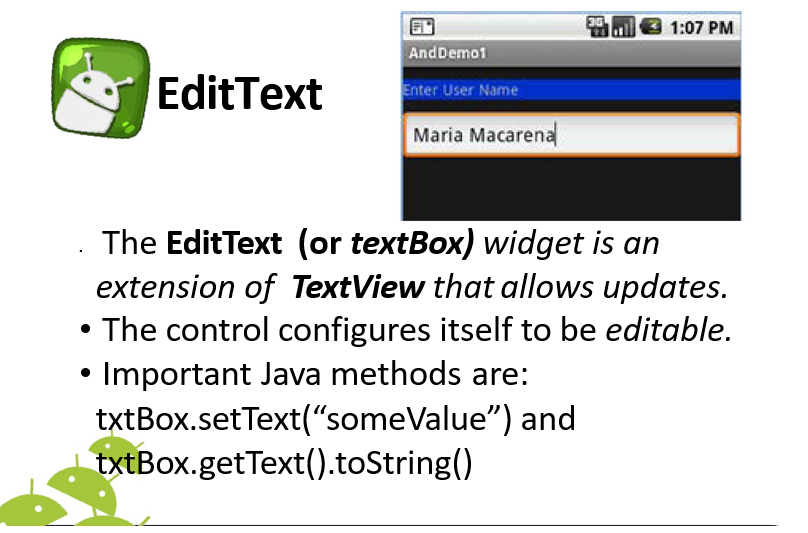 3G
1:07 PM
AndDemo1
EditText
Enter User Name
Maria Macarena
. The EditText (or textBox) widget is an
extension of TextView that allows updates.
• The control configures itself to be editable.
• Important Java methods are:
txtBox.setText(“someValue”) and
txtBox.getText().toString()